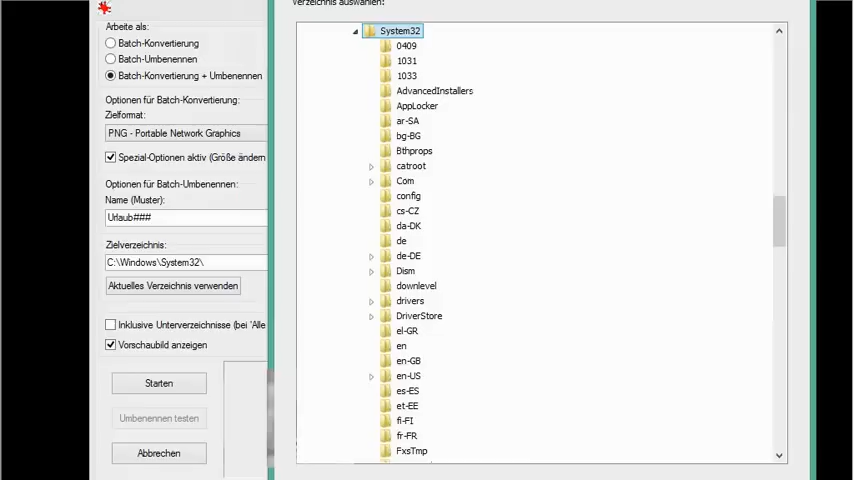 Verzeichnis auswählen:
Arbeite als:
Batch-Konvertierung
Batch-Umbenennen
Batch-Konvertierung + Umbenennen
Optionen für Batch-Konvertierung:
Zielformat:
PNG - Portable Network Graphics
Spezial-Optionen aktiv (Größe ändern
Optionen für Batch-Umbenennen:
Name (Muster):
Urlaub###
Zielverzeichnis:
C:\Windows\System32\
Aktuelles Verzeichnis verwenden
Inklusive Unterverzeichnisse (bei 'Alle
Vorschaubild anzeigen
Starten
Umbenennen testen
Abbrechen
System32
0409
1031
1033
AdvancedInstallers
AppLocker
ar-SA
bg-BG
Bthprops
catroot
Com
config
cs-CZ
da-DK
de
de-DE
Dism
downlevel
drivers
DriverStore
el-GR
en
en-GB
en-US
es-ES
et-EE
fi-FI
fr-FR
FxsTmp